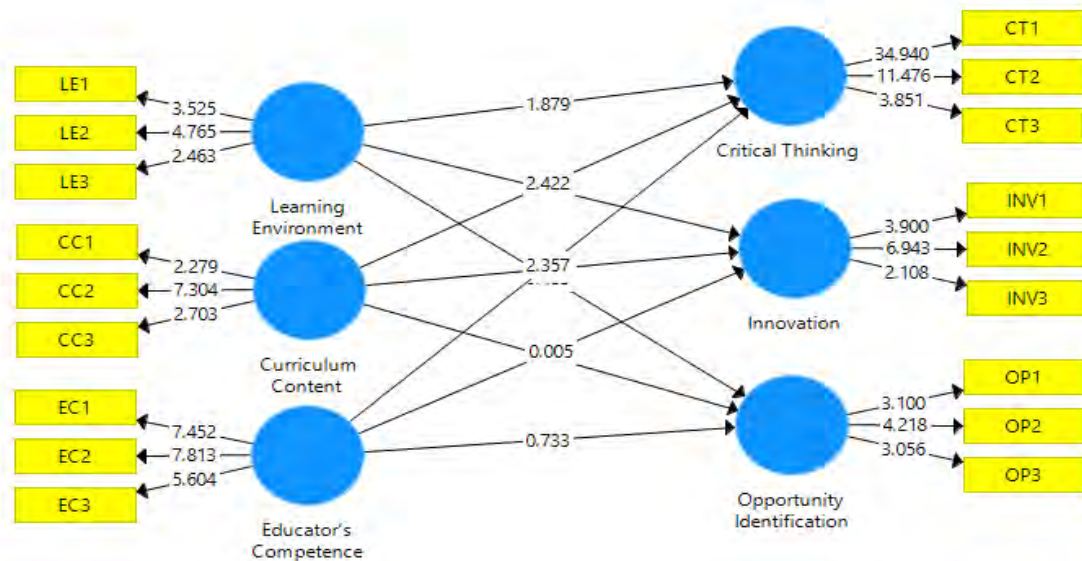 LE1
3.525
LE2
4.765
LE3
2.463
Learning
Environment
CC1
2.279
CC2
7.304
CC3
2.703
Curriculum
Content
EC1
7.452
EC2
7.813
EC3
5.604
Educator's
Competence
1.879
2.422
2.357
0.005
0.733
Critical Thinking
34.940
CT1
11.476
CT2
3.851
CT3
Innovation
3.900
INV1
6.943
INV2
2.108
INV3
Opportunity
Identification
3.100
OP1
4.218
OP2
3.056
OP3